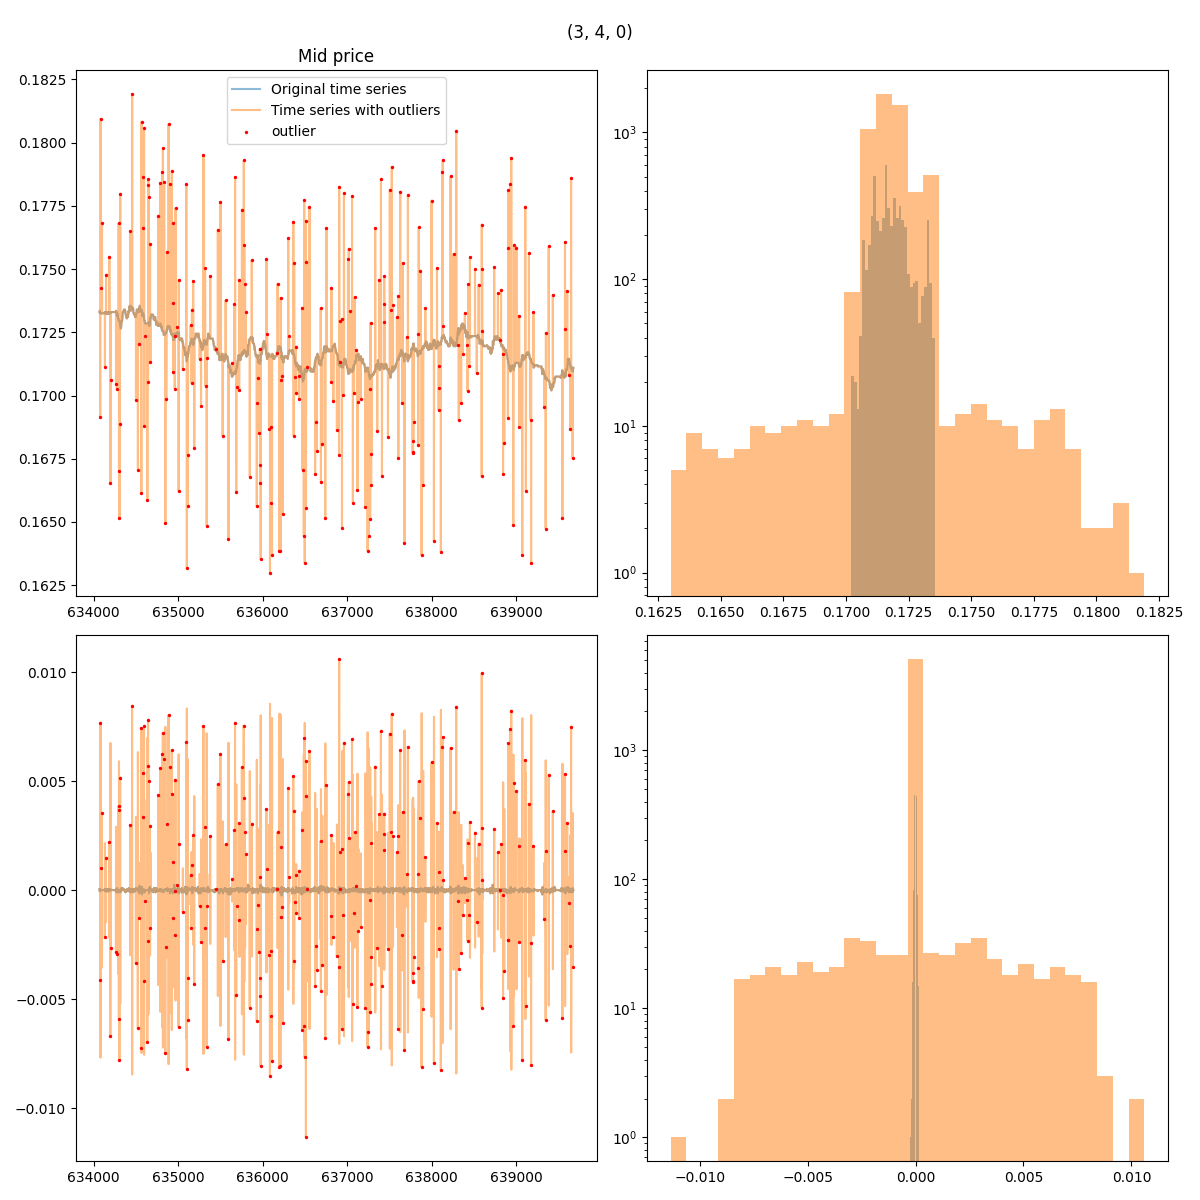 (3, 4, 0)
Mid price
Original time series
Time series with outliers
outlier
0.1825
0.1800
0.1775
0.1750
0.1725
0.1700
0.1675
0.1650
0.1625
634000 635000 636000 637000 638000 639000
10³
10²
10¹
10⁰
0.1625 0.1650 0.1675 0.1700 0.1725 0.1750 0.1775 0.1800 0.1825
0.010
0.005
0.000
−0.005
−0.010
634000 635000 636000 637000 638000 639000
10³
10²
10¹
10⁰
−0.010 −0.005 0.000 0.005 0.010